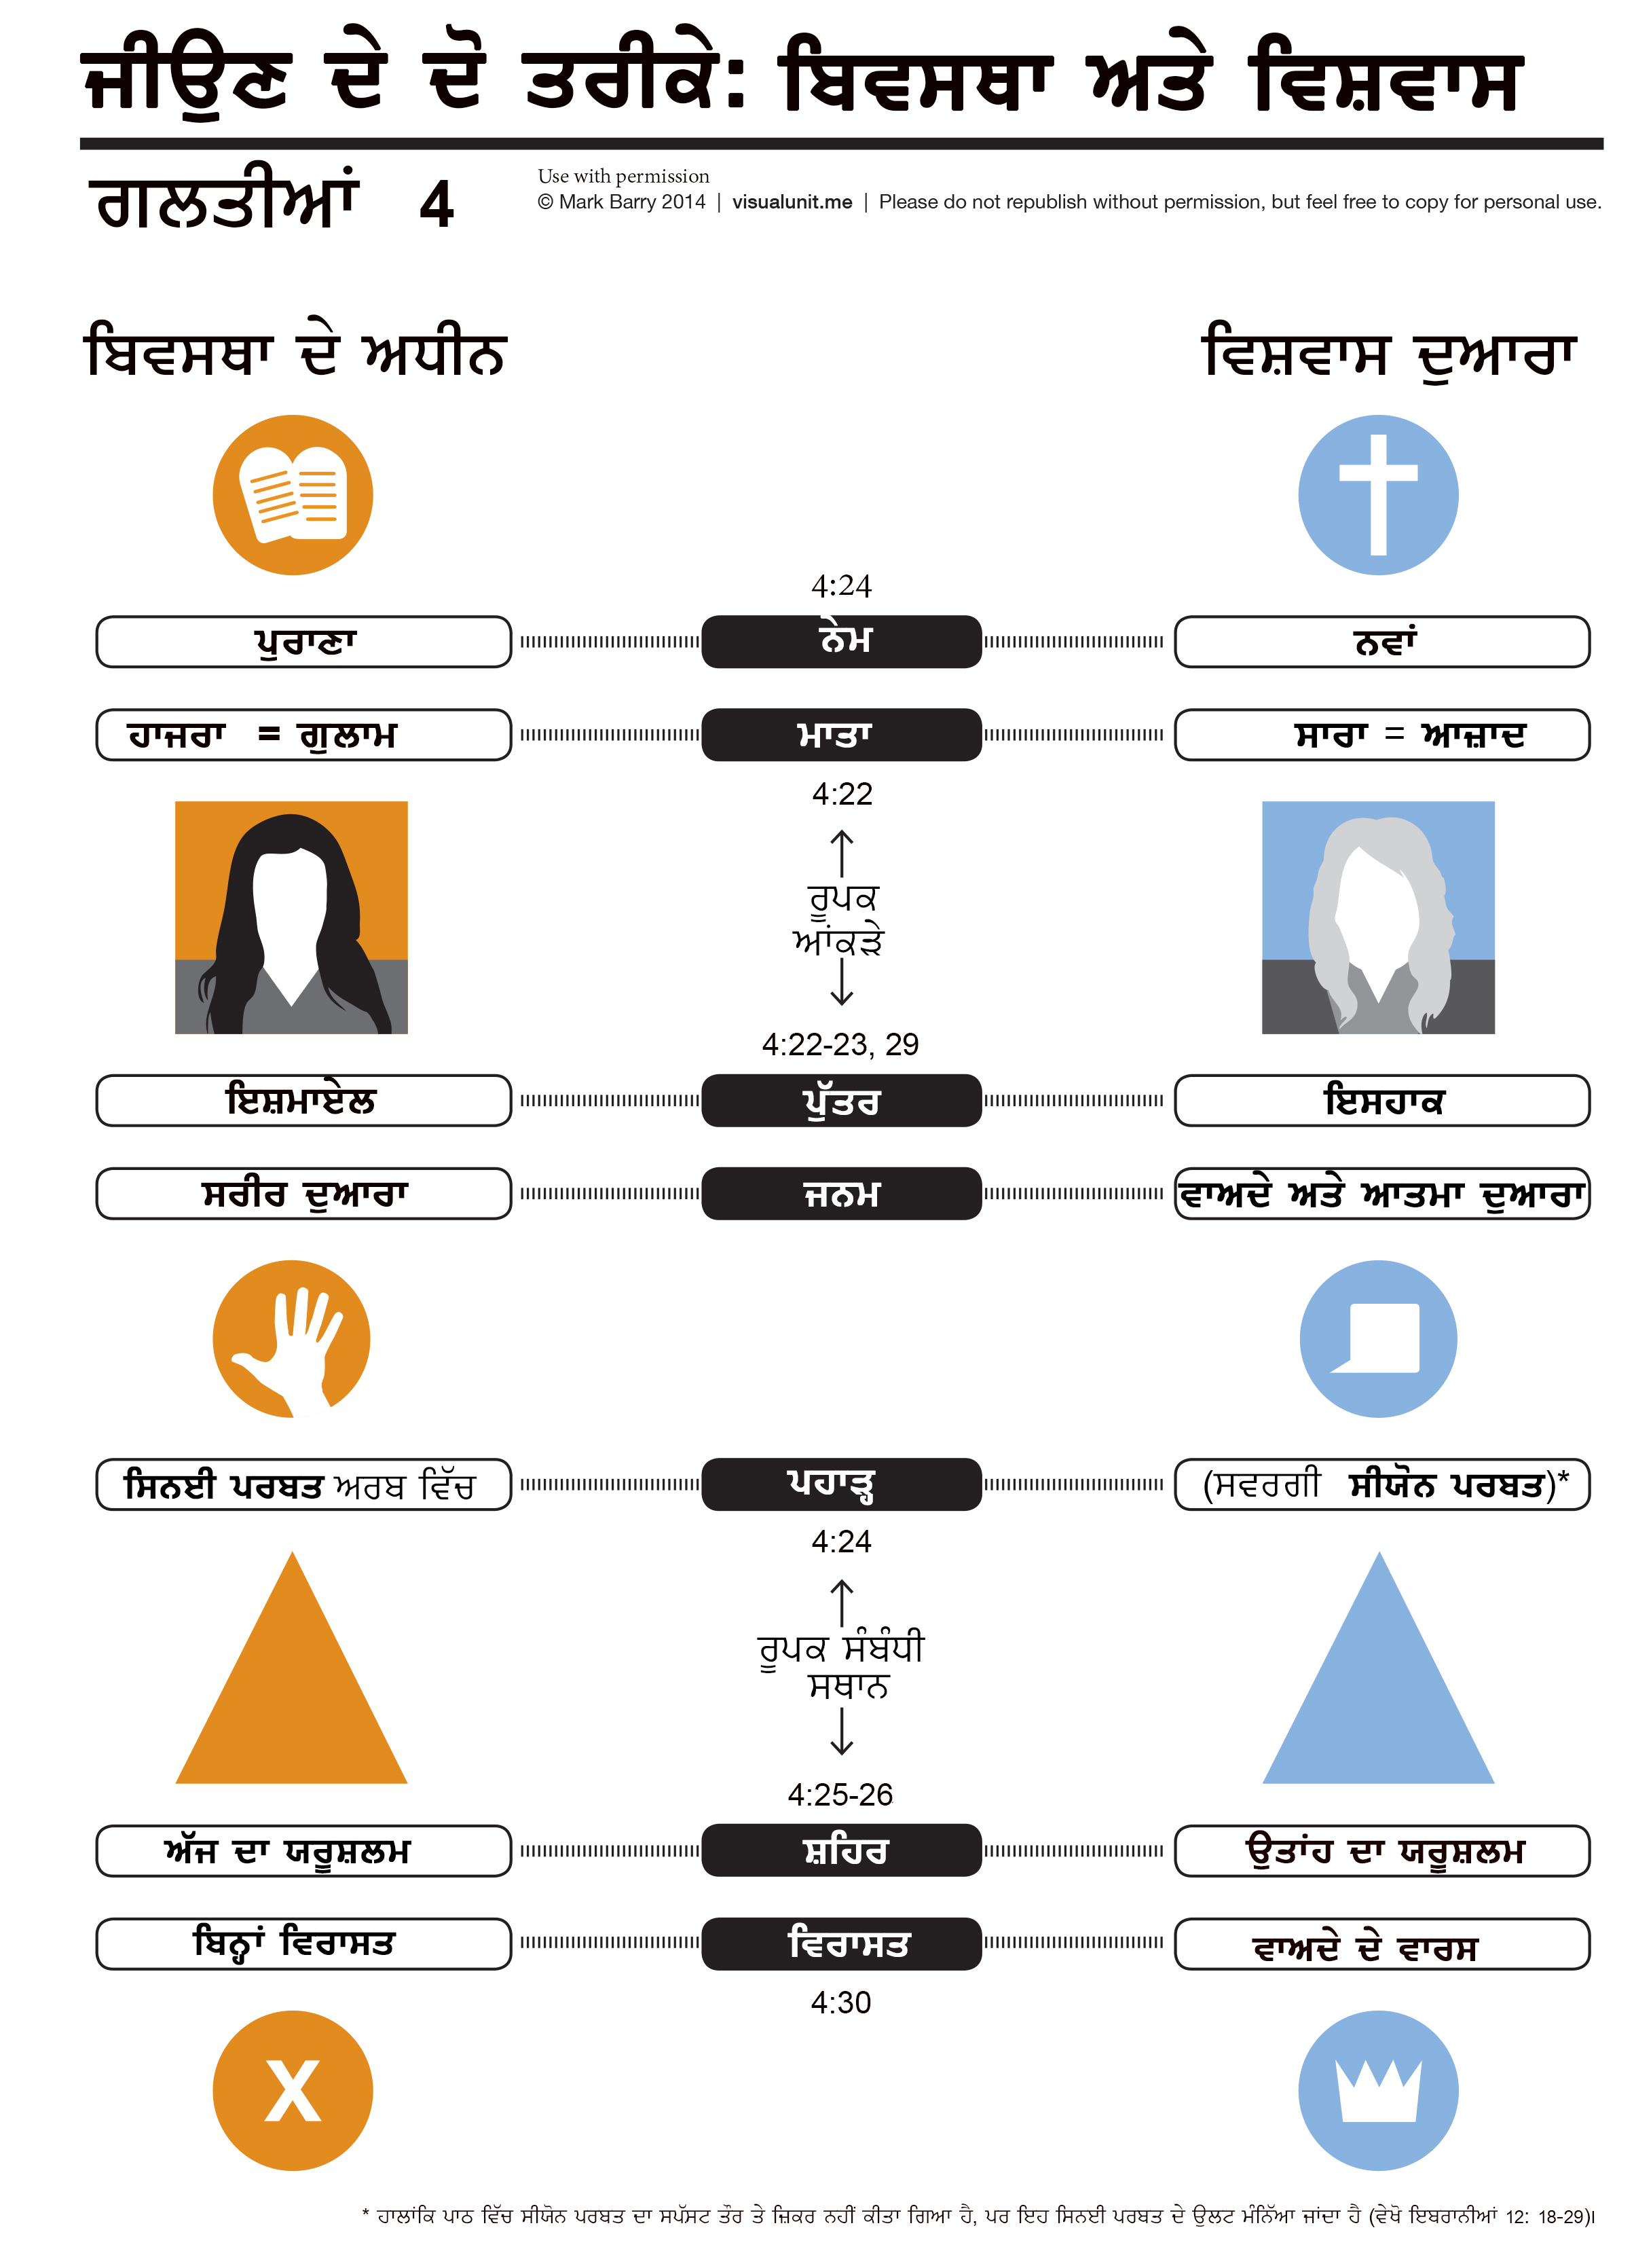 ਜੀਉਣ ਦੇ ਦੋ ਤਰੀਕੇ: ਬਿਵਸਥਾ ਅਤੇ ਵਿਸ਼ਵਾਸ
ਗਲਤੀਆਂ 4
Use with permission
© Mark Barry 2014 | visualunit.me | Please do not republish without permission, but feel free to copy for personal use.
ਬਿਵਸਥਾ ਦੇ ਅਧੀਨ
ਵਿਸ਼ਵਾਸ ਦੁਆਰਾ
4:24
ਪੁਰਾਣਾ ਨੇਮ ਨਵਾਂ
ਹਾਜਰਾ = ਗੁਲਾਮ ਮਾਤਾ ਸਾਰਾ = ਆਜ਼ਾਦ
4:22
ਰੂਪਕ
ਆਂਕੜੇ
4:22-23, 29
ਇਸ਼ਮਾਏਲ ਪੁੱਤਰ ਇਸਹਾਕ
ਸਰੀਰ ਦੁਆਰਾ ਜਨਮ ਵਾਅਦੇ ਅਤੇ ਆਤਮਾ ਦੁਆਰਾ
ਸਿਨਈ ਪਰਬਤ ਅਰਬ ਵਿੱਚ ਪਹਾੜ੍ਹ (ਸਵਰਗੀ ਸੀਯੋਨ ਪਰਬਤ)*
4:24
ਰੂਪਕ ਸੰਬੰਧੀ
ਸਥਾਨ
4:25-26
ਅੱਜ ਦਾ ਯਰੂਸ਼ਲਮ ਸ਼ਹਿਰ ਉਤਾਂਹ ਦਾ ਯਰੂਸ਼ਲਮ
ਬਿਨ੍ਹਾਂ ਵਿਰਾਸਤ ਵਿਰਾਸਤ ਵਾਅਦੇ ਦੇ ਵਾਰਸ
4:30
X
* ਹਾਲਾਂਕਿ ਪਾਠ ਵਿੱਚ ਸੀਯੋਨ ਪਰਬਤ ਦਾ ਸਪੱਸਟ ਤੌਰ ਤੇ ਜ਼ਿਕਰ ਨਹੀਂ ਕੀਤਾ ਗਿਆ ਹੈ, ਪਰ ਇਹ ਸਿਨਈ ਪਰਬਤ ਦੇ ਉਲਟ ਮੰਨਿੱਆ ਜਾਂਦਾ ਹੈ (ਵੇਖੋ ਇਬਰਾਨੀਆਂ 12: 18-29)।